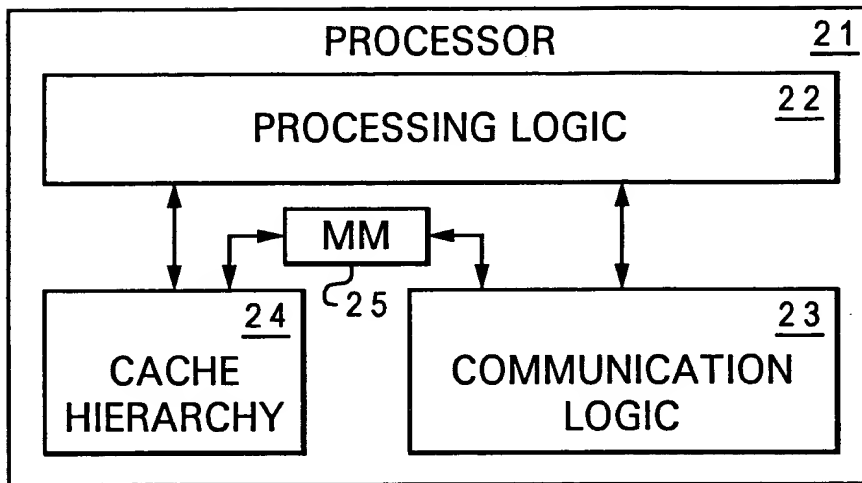 PROCESSOR 21
22
PROCESSING LOGIC
MM
25
24
CACHE
HIERARCHY
23
COMMUNICATION
LOGIC